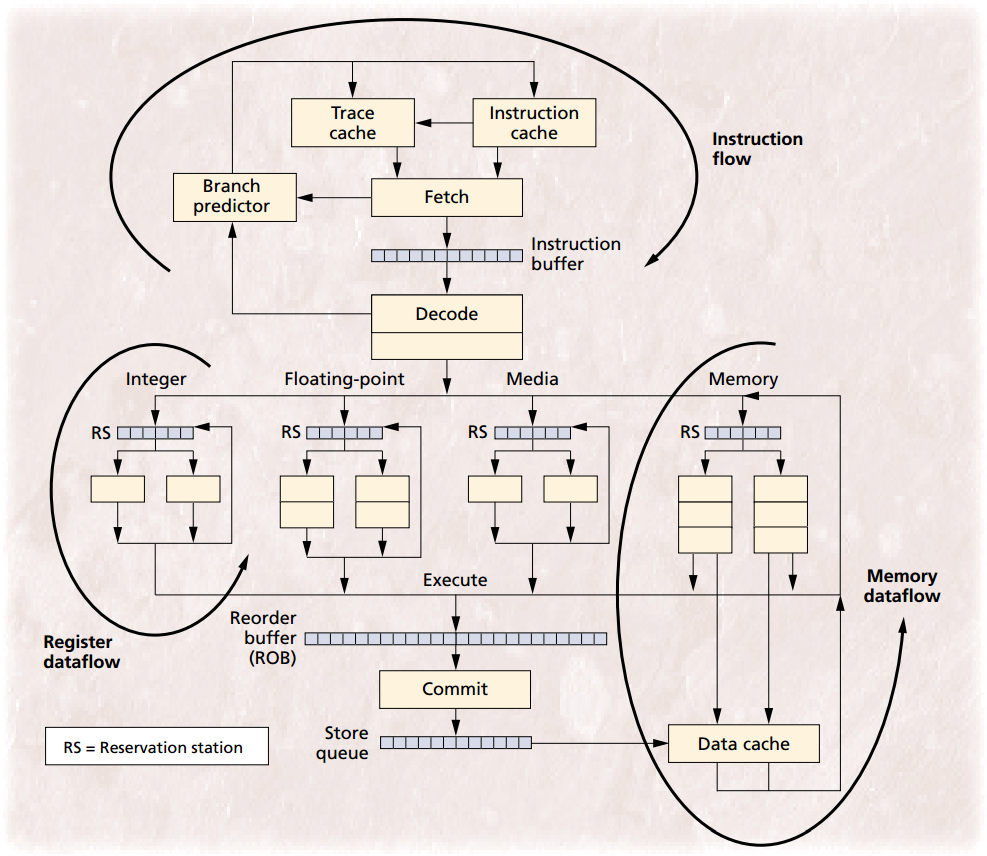 Trace
cache
Instruction
cache
Instruction
flow
Branch
predictor
Fetch
Instruction
buffer
Decode
Integer
Floating-point
Media
Memory
RS
RS
RS
RS
Execute
Memory
dataflow
Reorder
buffer
(ROB)
Register
dataflow
Commit
Store
queue
Data cache
RS = Reservation station